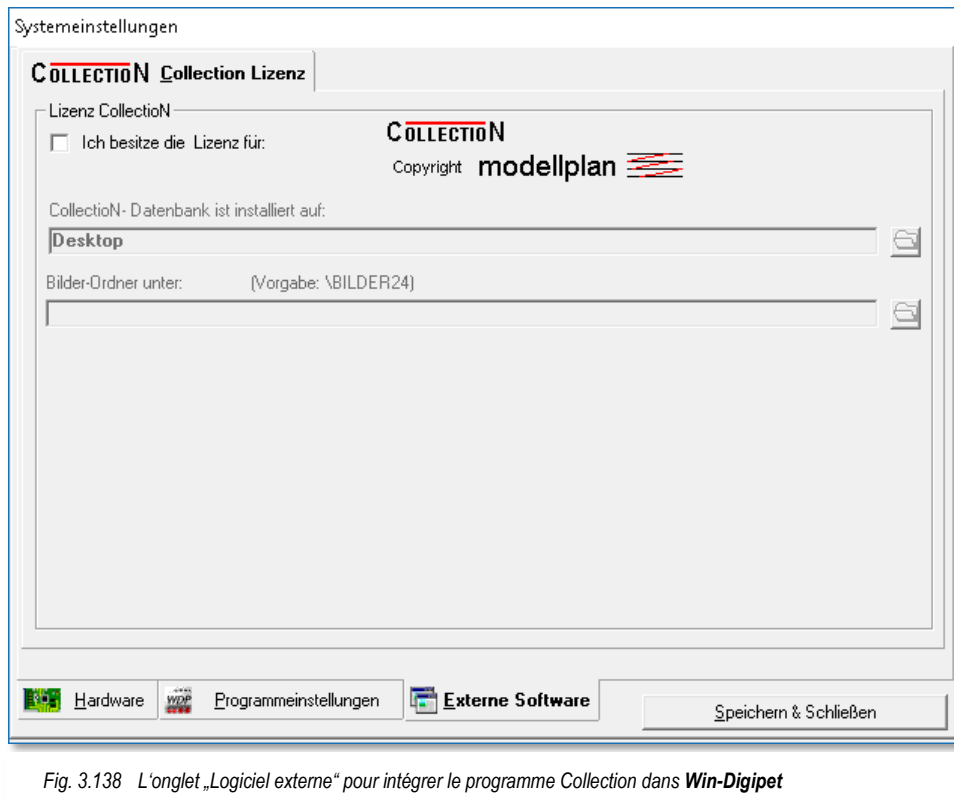 Systemeinstellungen
COLLECTION Collection Lizenz
Lizenz CollectioN
Ich besitze die Lizenz für:
COLLECTION
Copyright modellplan
CollectioN- Datenbank ist installiert auf:
Desktop
Bilder-Ordner unter: (Vorgabe: \BILDER24)
Hardware WDP Programmeinstellungen Externe Software
Speichern & Schließen
Fig. 3.138 L‘onglet „Logiciel externe“ pour intégrer le programme Collection dans Win-Digipet